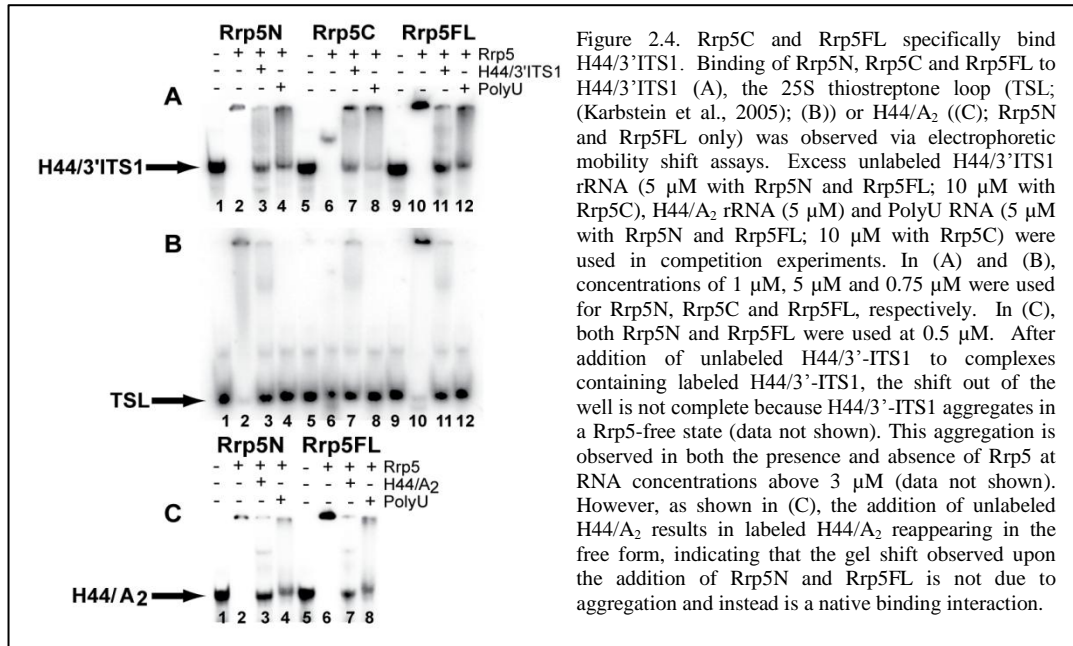 Rrp5N Rrp5C Rrp5FL
- + + + - + + + - + + + Rrp5
- - + - - - + - - - + - H44/3'ITS1
- - - + - - - + - - - + PolyU
A
H44/3'ITS1
1 2 3 4 5 6 7 8 9 10 11 12
B
TSL
1 2 3 4 5 6 7 8 9 10 11 12
Rrp5N Rrp5FL
- + + + - + + + Rrp5
- - + - - - + - H44/A2
- - - + - - - + PolyU
C
H44/A2
1 2 3 4 5 6 7 8
Figure 2.4. Rrp5C and Rrp5FL specifically bind
H44/3’ITS1. Binding of Rrp5N, Rrp5C and Rrp5FL to
H44/3’ITS1 (A), the 25S thiostreptone loop (TSL;
(Karbstein et al., 2005); (B)) or H44/A2 ((C); Rrp5N
and Rrp5FL only) was observed via electrophoretic
mobility shift assays. Excess unlabeled H44/3’ITS1
rRNA (5 µM with Rrp5N and Rrp5FL; 10 µM with
Rrp5C), H44/A2 rRNA (5 µM) and PolyU RNA (5 µM
with Rrp5N and Rrp5FL; 10 µM with Rrp5C) were
used in competition experiments. In (A) and (B),
concentrations of 1 µM, 5 µM and 0.75 µM were used
for Rrp5N, Rrp5C and Rrp5FL, respectively. In (C),
both Rrp5N and Rrp5FL were used at 0.5 µM. After
addition of unlabeled H44/3’-ITS1 to complexes
containing labeled H44/3’-ITS1, the shift out of the
well is not complete because H44/3’-ITS1 aggregates in
a Rrp5-free state (data not shown). This aggregation is
observed in both the presence and absence of Rrp5 at
RNA concentrations above 3 µM (data not shown).
However, as shown in (C), the addition of unlabeled
H44/A2 results in labeled H44/A2 reappearing in the
free form, indicating that the gel shift observed upon
the addition of Rrp5N and Rrp5FL is not due to
aggregation and instead is a native binding interaction.